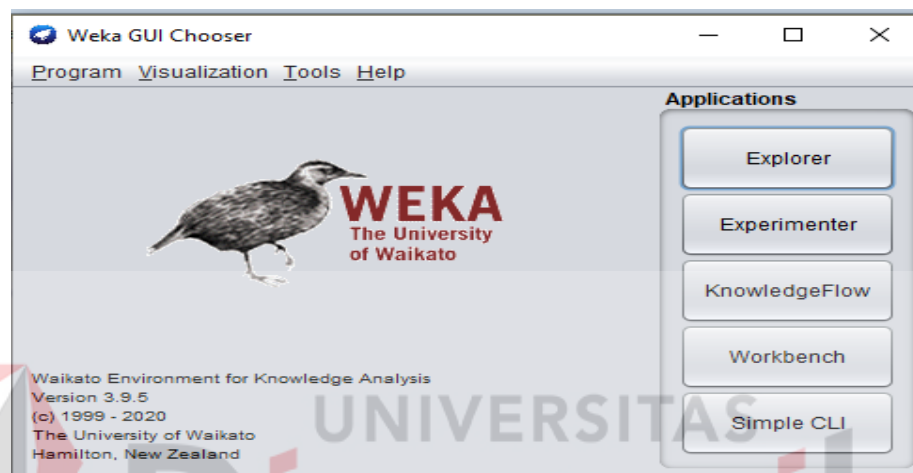 Weka GUI Chooser
Program Visualization Tools Help
Applications
Explorer
Experimenter
KnowledgeFlow
Workbench
Simple CLI
WEKA
The University
of Waikato
Waikato Environment for Knowledge Analysis
Version 3.9.5
(c) 1999 - 2020
The University of Waikato
Hamilton, New Zealand
UNIVERSITAS